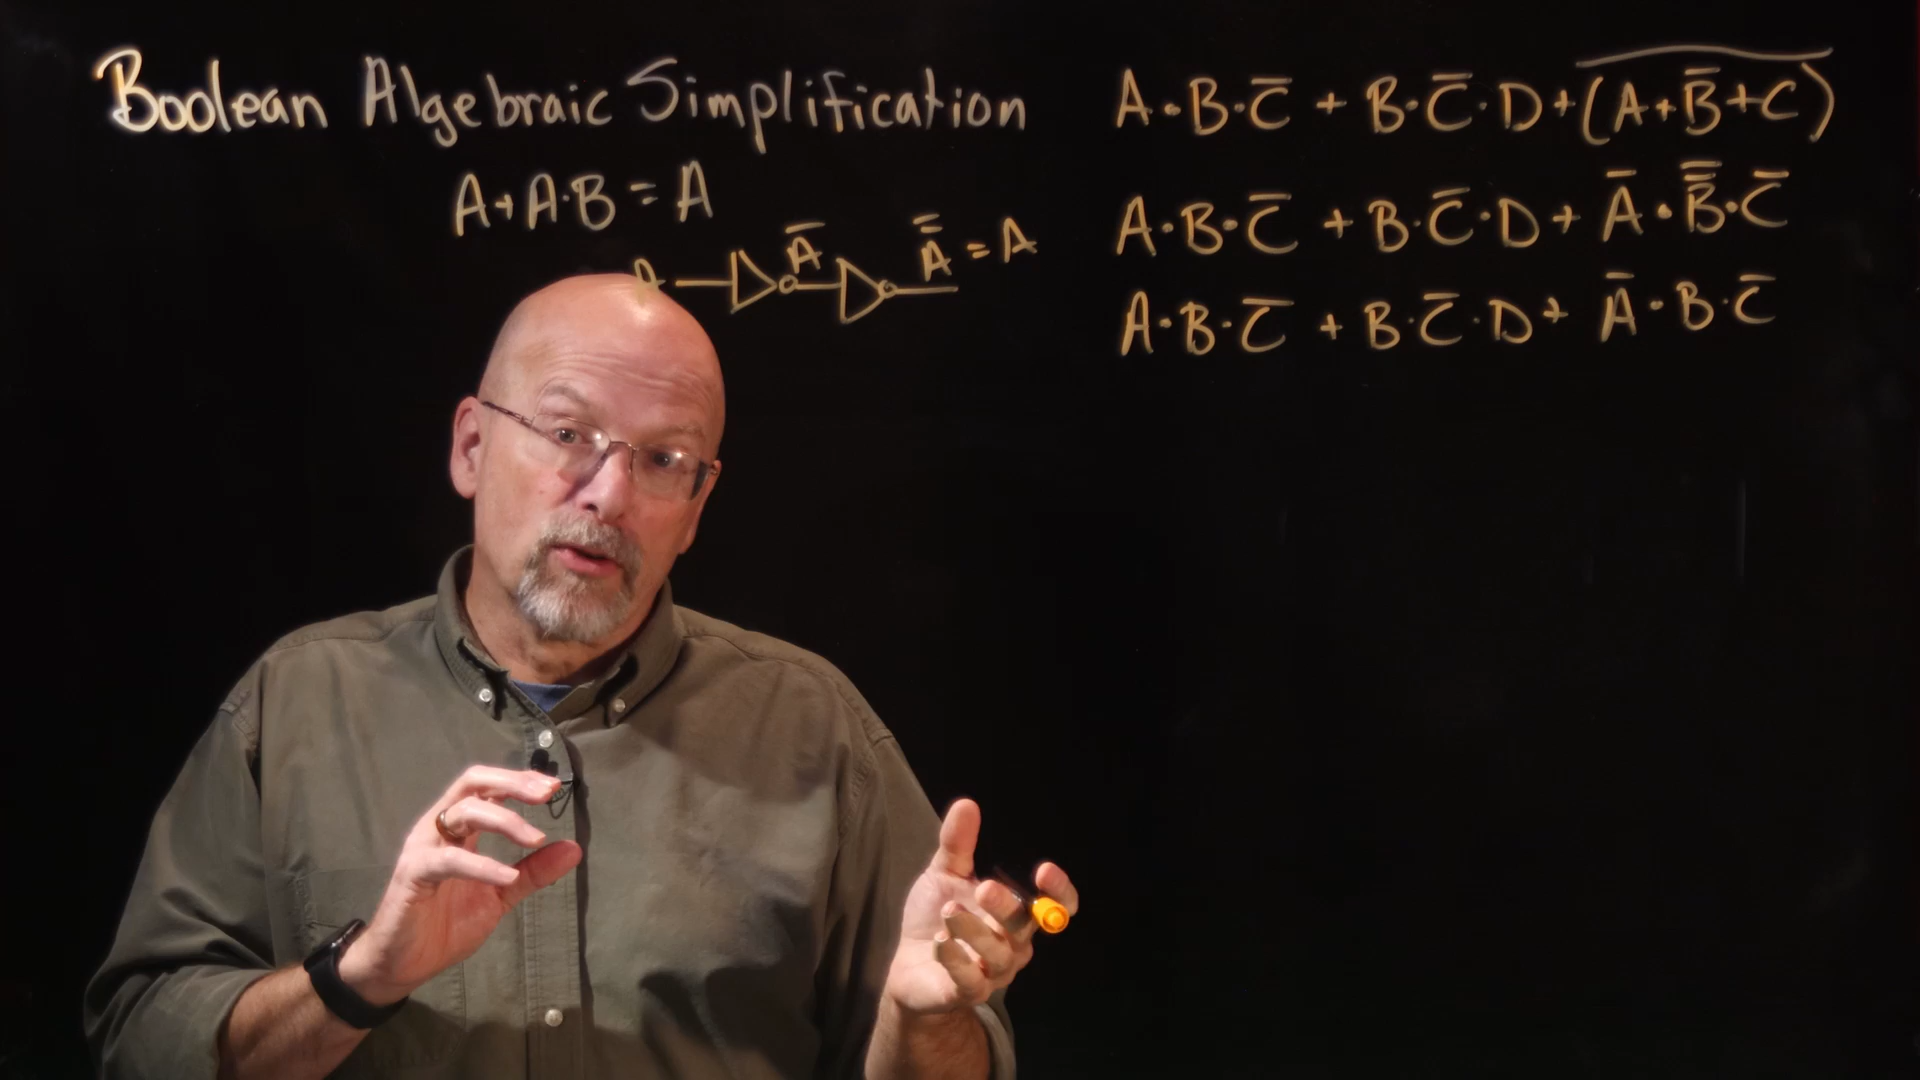 Boolean Algebraic Simplification
A+A·B=A
A A̅ A̿ = A
A·B·C̅ + B·C̅·D+(A+B̅+C)̅
A·B·C̅ + B·C̅·D+ A̅·B̿·C̅
A·B·C̅ + B·C̅·D+ A̅·B·C̅